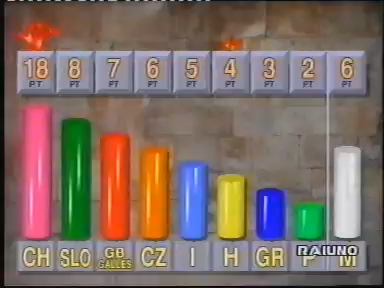 18 8 7 6 5 4 3 2 6
PT PT PT PT PT PT PT PT PT
CH SLO GB GALLES CZ I H GR P M
RAIUNO